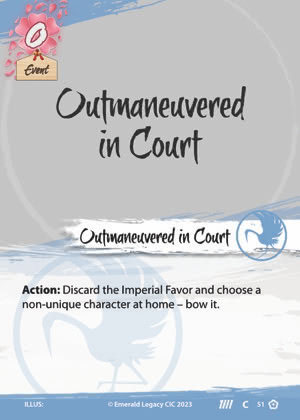 0
Event
Outmaneuvered
in Court
Outmaneuvered in Court
Action: Discard the Imperial Favor and choose a
non-unique character at home – bow it.
ILLUS:
© Emerald Legacy CIC 2023
C
51